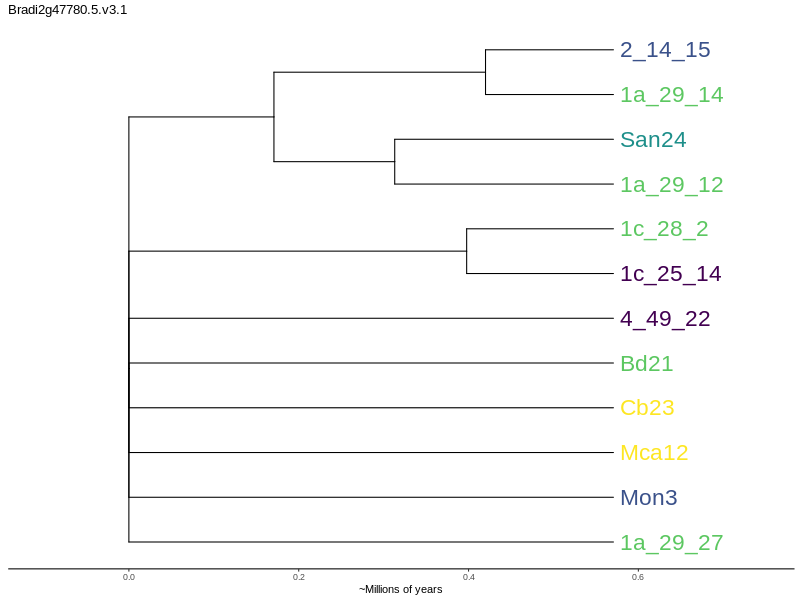 Bradi2g47780.5.v3.1
2_14_15
1a_29_14
San24
1a_29_12
1c_28_2
1c_25_14
4_49_22
Bd21
Cb23
Mca12
Mon3
1a_29_27
0.0 0.2 0.4 0.6
~Millions of years